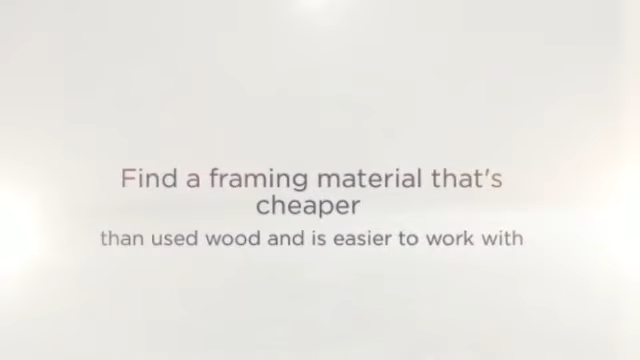 Find a framing material that's
cheaper
than used wood and is easier to work with